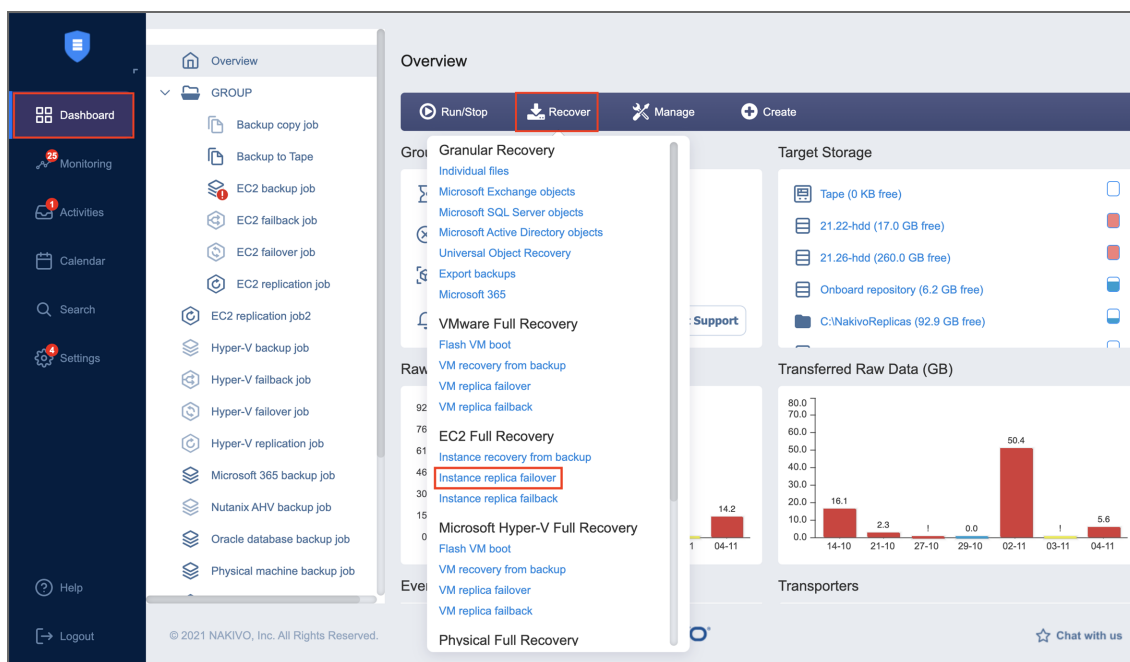 Dashboard
25
Monitoring
1
Activities
Calendar
Search
4
Settings
Help
Logout
Overview
GROUP
Backup copy job
Backup to Tape
EC2 backup job
EC2 failback job
EC2 failover job
EC2 replication job
EC2 replication job2
Hyper-V backup job
Hyper-V failback job
Hyper-V failover job
Hyper-V replication job
Microsoft 365 backup job
Nutanix AHV backup job
Oracle database backup job
Physical machine backup job
© 2021 NAKIVO, Inc. All Rights Reserved.
Overview
Run/Stop
Recover
Manage
Create
Granular Recovery
Individual files
Microsoft Exchange objects
Microsoft SQL Server objects
Microsoft Active Directory objects
Universal Object Recovery
Export backups
Microsoft 365
VMware Full Recovery
Flash VM boot
VM recovery from backup
VM replica failover
VM replica failback
EC2 Full Recovery
Instance recovery from backup
Instance replica failover
Instance replica failback
Microsoft Hyper-V Full Recovery
Flash VM boot
VM recovery from backup
VM replica failover
VM replica failback
Physical Full Recovery
Support
Raw
92
76
61
46
30
15
0
14.2
04-11
Target Storage
Tape (0 KB free)
21.22-hdd (17.0 GB free)
21.26-hdd (260.0 GB free)
Onboard repository (6.2 GB free)
C:\NakivoReplicas (92.9 GB free)
Transferred Raw Data (GB)
80.0
70.0
60.0
50.0
40.0
30.0
20.0
10.0
0.0
16.1
2.3
!
0.0
50.4
!
5.6
14-10 21-10 27-10 29-10 02-11 03-11 04-11
Transporters
Chat with us